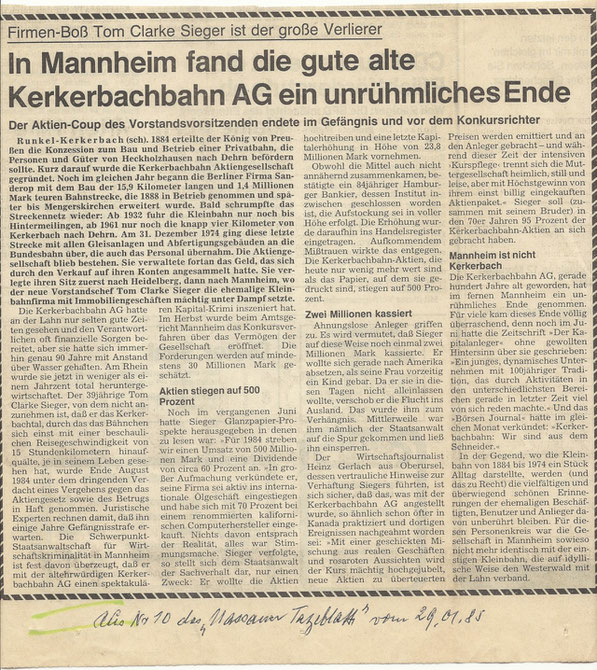 Firmen-Boß Tom Clarke Sieger ist der große Verlierer
In Mannheim fand die gute alte
Kerkerbachbahn AG ein unrühmliches Ende
Der Aktien-Coup des Vorstandsvorsitzenden endete im Gefängnis und vor dem Konkursrichter
Runkel-Kerkerbach (sch). 1884 erteilte der König von Preu-
ßen die Konzession zum Bau und Betrieb einer Privatbahn, die
Personen und Güter von Heckholzhausen nach Dehrn befördern
sollte. Kurz darauf wurde die Kerkerbachbahn Aktiengesellschaft
gegründet. Noch im gleichen Jahr begann die Berliner Firma San-
derop mit dem Bau der 15,9 Kilometer langen und 1,4 Millionen
Mark teuren Bahnstrecke, die 1888 in Betrieb genommen und spä-
ter bis Mengerskirchen erweitert wurde. Bald schrumpfte das
Streckennetz wieder: Ab 1932 fuhr die Kleinbahn nur noch bis
Hintermeilingen, ab 1961 nur noch die knapp vier Kilometer von
Kerkerbach nach Dehrn. Am 31. Dezember 1974 ging diese letzte
Strecke mit allen Gleisanlagen und Abfertigungsgebäuden an die
Bundesbahn über, die auch das Personal übernahm. Die Aktienge-
sellschaft blieb bestehen. Sie verwaltete fortan das Geld, das sich
durch den Verkauf auf ihren Konten angesammelt hatte. Sie ver-
legte ihren Sitz zuerst nach Heidelberg, dann nach Mannheim, wo
der neue Vorstandschef Tom Clarke Sieger die ehemalige Klein-
bahnfirma mit Immobiliengeschäften mächtig unter Dampf setzte.
Die Kerkerbachbahn AG hatte
an der Lahn nur selten gute Zei-
ten gesehen und den Verantwort-
lichen oft finanzielle Sorgen be-
reitet, aber sie hatte sich immer-
hin genau 90 Jahre mit Anstand
über Wasser gehalten. Am Rhein
wurde sie jetzt in weniger als ei-
nem Jahrzehnt total herunterge-
wirtschaftet. Der 39jährige Tom
Clarke Sieger, von dem nicht an-
zunehmen ist, daß er das Kerker-
bachtal, durch das das Bähnchen
sich einst mit einer beschauli-
chen Reisegeschwindigkeit von
15 Stundenkilometern hinauf-
quälte, je in seinem Leben gese-
hen hat, wurde Ende August
1984 unter dem dringenden Ver-
dacht eines Vergehens gegen das
Aktiengesetz sowie des Betrugs
in Haft genommen. Juristische
Experten rechnen damit, daß ihn
einige Jahre Gefängnisstrafe er-
warten. Die Schwerpunkt-
Staatsanwaltschaft für Wirt-
schaftskriminalität in Mannheim
ist fest davon überzeugt, daß er
mit der altehrwürdigen Kerker-
bachbahn AG einen spektakulä-
ren Kapital-Krimi inszeniert hat.
Im Herbst wurde beim Amtsge-
richt Mannheim das Konkursver-
fahren über das Vermögen der
Gesellschaft eröffnet. Die
Forderungen werden auf minde-
stens 30 Millionen Mark ge-
schätzt.
Aktien stiegen auf 500
Prozent
Noch im vergangenen Juni
hatte Sieger Glanzpapier-Pro-
spekte herausgegeben, in denen
zu lesen war: »Für 1984 streben
wir einen Umsatz von 500 Millio-
nen Mark und eine Dividende
von circa 60 Prozent an. »In gro-
ßer Aufmachung verkündete er,
seine Firma sei aktiv ins interna-
tionale Ölgeschäft eingestiegen
und habe sich mit 70 Prozent bei
einem renommierten kaliforni-
schen Computerhersteller einge-
kauft. Nichts davon entsprach
der Realität, alles war Stim-
mungsmache. Sieger verfolgte,
so stellt sich dem Staatsanwalt
der Sachverhalt dar, nur einen
Zweck: Er wollte die Aktien
hochtreiben und eine letzte Kapi-
talerhöhung in Höhe von 23,8
Millionen Mark vornehmen.
Obwohl die Mittel auch nicht
annähernd zusammenkamen, be-
stätigte ein 84jähriger Hambur-
ger Bankier, dessen Institut in-
zwischen geschlossen worden
ist, die Aufstockung sei in voller
Höhe erfolgt. Die Erhöhung wur-
de daraufhin ins Handelsregister
eingetragen. Aufkommendem
Mißtrauen wirkte das entgegen.
Die Kerkerbachbahn-Aktien, die
heute nur wenig mehr wert sind
als das Papier, auf dem sie ge-
druckt sind, stiegen auf 500 Pro-
zent.
Zwei Millionen kassiert
Ahnungslose Anleger griffen
zu. Es wird vermutet, daß Sieger
auf diese Weise noch einmal zwei
Millionen Mark kassierte. Er
wollte sich gerade nach Amerika
absetzen, als seine Frau vorzeitig
ein Kind gebar. Da er sie in die-
sen Tagen nicht alleinlassen
wollte, verschob er die Flucht ins
Ausland. Das wurde ihm zum
Verhängnis. Mittlerweile war
ihm nämlich der Staatsanwalt
auf die Spur gekommen und ließ
ihn einsperren.
Der Wirtschaftsjournalist
Heinz Gerlach aus Oberursel,
dessen vertrauliche Hinweise zur
Verhaftung Siegers führten, ist
sich sicher, daß das, was mit der
Kerkerbachbahn AG angestellt
wurde, so ähnlich schon öfter in
Kanada praktiziert und dortigen
Ereignissen nachgeahmt worden
sei: »Mit einer geschickten Mi-
schung aus realen Geschäften
und rosaroten Aussichten wird
der Kurs mächtig hochgejubelt,
neue Aktien zu überteuerten
Preisen werden emittiert und an
den Anleger gebracht – und wäh-
rend dieser Zeit der intensiven
›Kurspflege‹ trennt sich die Mut-
tergesellschaft heimlich, still und
leise, aber mit Höchstgewinn von
ihrem einst billig eingekauften
Aktienpaket.« Sieger soll (zu-
sammen mit seinem Bruder) in
den 70er Jahren 95 Prozent der
Kerkerbachbahn-Aktien an sich
gebracht haben.
Mannheim ist nicht
Kerkerbach
Die Kerkerbachbahn AG, gerade
hundert Jahre alt geworden, hat
im fernen Mannheim ein un-
rühmliches Ende genommen.
Für viele kam dieses Ende völlig
überraschend, denn noch im Ju-
ni hatte die Zeitschrift »Der Ka-
pitalanleger« ohne gewollten
Hintersinn über sie geschrieben:
»Ein junges, dynamisches Unter-
nehmen mit 100jähriger Traditi-
on, das durch Aktivitäten in
den unterschiedlichsten Bereichen
gerade in letzter Zeit viel
von sich reden macht.« Und das
»Börsen Journal« hatte im glei-
chen Monat verkündet: »Kerker-
bachbahn: Wir sind aus dem
Schneider.«
In der Gegend, wo die Klein-
bahn von 1884 bis 1974 ein Stück
Alltag darstellte, werden (und
das zu Recht) die vielfältigen und
überwiegend schönen Erinne-
rungen der ehemaligen Beschäf-
tigten, Benutzer und Anlieger da-
von unberührt bleiben. Für die-
sen Personenkreis war die Ge-
sellschaft in Mannheim sowieso
nicht mehr identisch mit der ein-
stigen Kleinbahn, die auf idylli-
sche Weise den Westerwald mit
der Lahn verband.
Aus Nr 10 des „Nassauer Tageblatts" vom 29.01.85